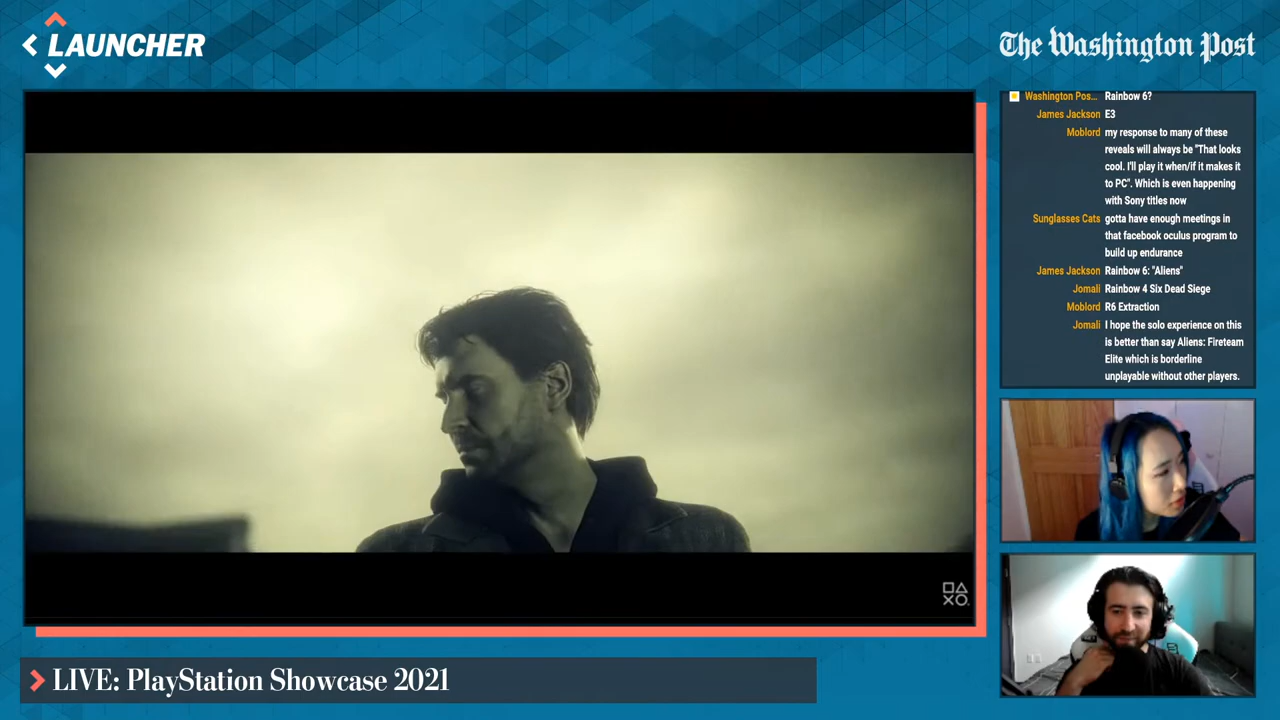 LAUNCHER
The Washington Post
Washington Pos... Rainbow 6?
James Jackson E3
Moblord my response to many of these
reveals will always be "That looks
cool. I'll play it when/if it makes it
to PC". Which is even happening
with Sony titles now
Sunglasses Cats gotta have enough meetings in
that facebook oculus program to
build up endurance
James Jackson Rainbow 6: "Aliens"
Jomali Rainbow 4 Six Dead Siege
Moblord R6 Extraction
Jomali I hope the solo experience on this
is better than say Aliens: Fireteam
Elite which is borderline
unplayable without other players.
LIVE: PlayStation Showcase 2021